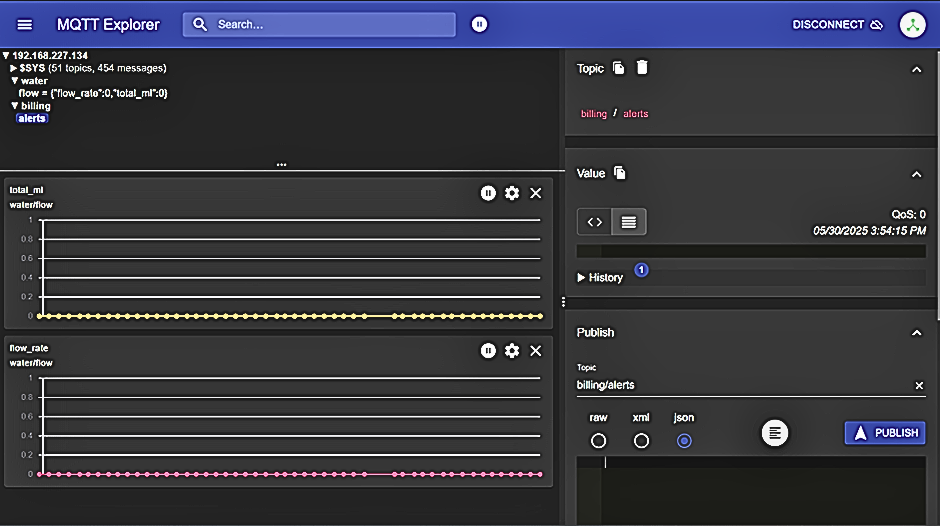 MQTT Explorer
Search...
DISCONNECT
▼ 192.168.227.134
▶ $SYS (51 topics, 454 messages)
▼ water
flow = {"flow_rate":0,"total_ml":0}
▼ billing
alerts
...
total_ml
water/flow
1
0.8
0.6
0.4
0.2
0
flow_rate
water/flow
1
0.8
0.6
0.4
0.2
0
Topic
billing / alerts
Value
<>
QoS: 0
05/30/2025 3:54:15 PM
▶ History 1
Publish
Topic
billing/alerts
raw xml json
PUBLISH